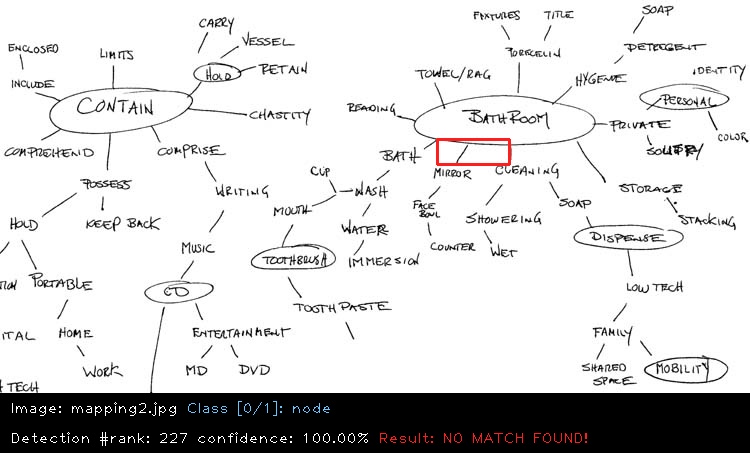 FIXTURES TITLE SOAP
CARRY
ENCLOSED LIMITS VESSEL PORCELIN DETERGENT
HOLD RETAIN TOWEL/RAG HYGENE IDENTITY
INCLUDE PERSONAL
CONTAIN CHASTITY READING BATHROOM PRIVATE
COLOR
COMPREHEND COMPRISE BATH
MIRROR CLEANING
POSSESS WRITING CUP WASH STORAGE
HOLD KEEP BACK MOUTH FACE BOWL SHOWERING SOAP STACKING
WATER DISPENSE
MUSIC TOOTHBRUSH IMMERSION COUNTER WET
PORTABLE CD LOW TECH
TOOTHPASTE
ITAL HOME ENTERTAINMENT FAMILY
WORK MD DVD SHARED SPACE MOBILITY
H TECH
Image: mapping2.jpg Class [0/1]: node
Detection #rank: 227 confidence: 100.00% Result: NO MATCH FOUND!